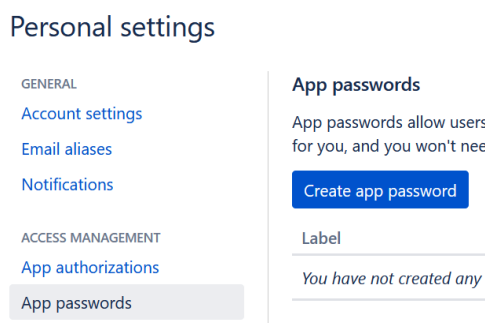 Personal settings
GENERAL
Account settings
Email aliases
Notifications
ACCESS MANAGEMENT
App authorizations
App passwords
App passwords
App passwords allow users
for you, and you won't nee
Create app password
Label
You have not created any